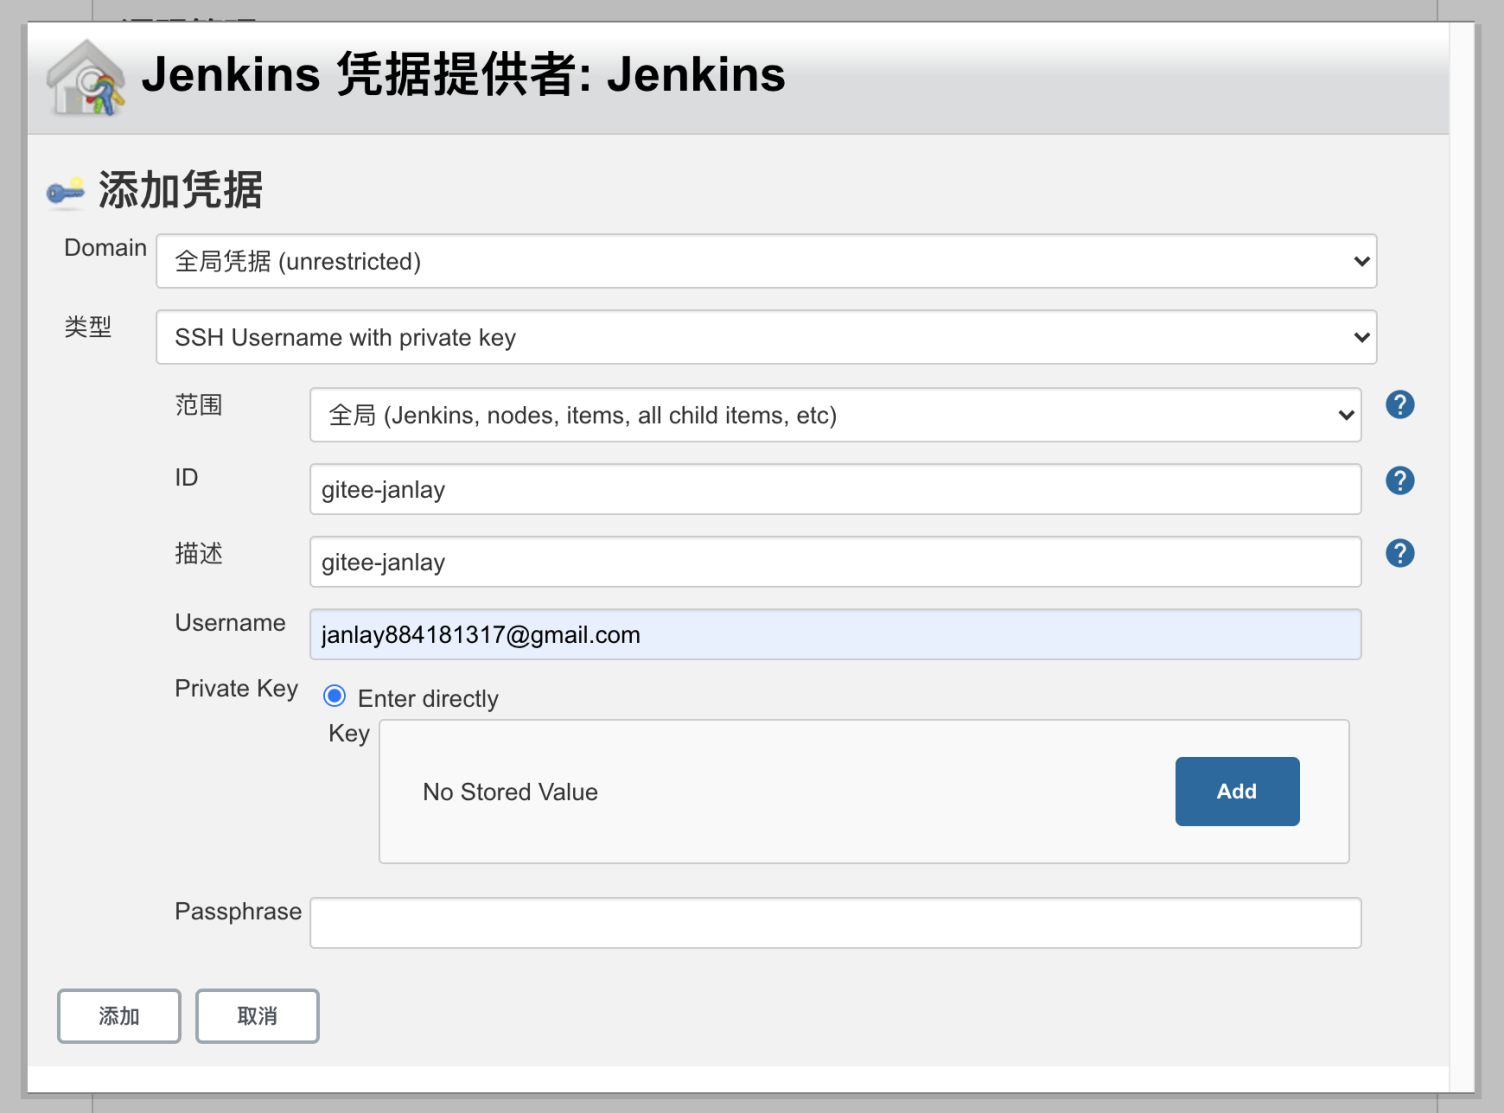 Jenkins 凭据提供者: Jenkins
添加凭据
Domain
全局凭据 (unrestricted)
类型
SSH Username with private key
范围
全局 (Jenkins, nodes, items, all child items, etc)
?
ID
gitee-janlay
?
描述
gitee-janlay
?
Username
janlay884181317@gmail.com
Private Key
Enter directly
Key
No Stored Value
Add
Passphrase
添加
取消